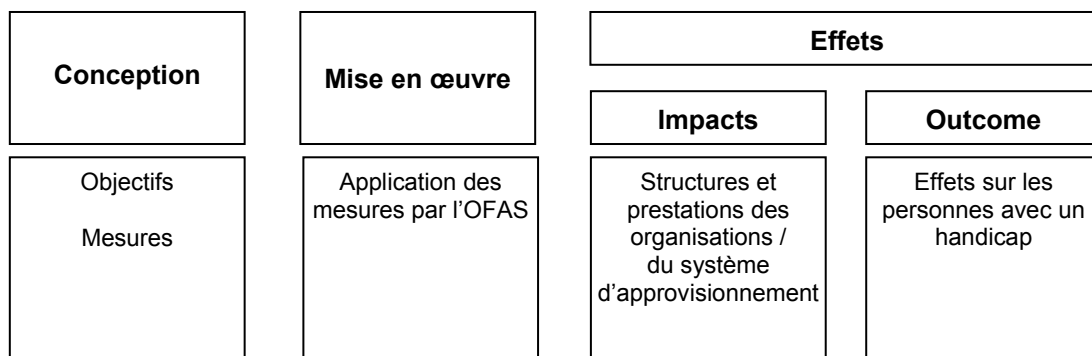 Conception
Mise en œuvre
Effets
Impacts
Outcome
Objectifs
Mesures
Application des
mesures par l’OFAS
Structures et
prestations des
organisations /
du système
d’approvisionnement
Effets sur les
personnes avec un
handicap